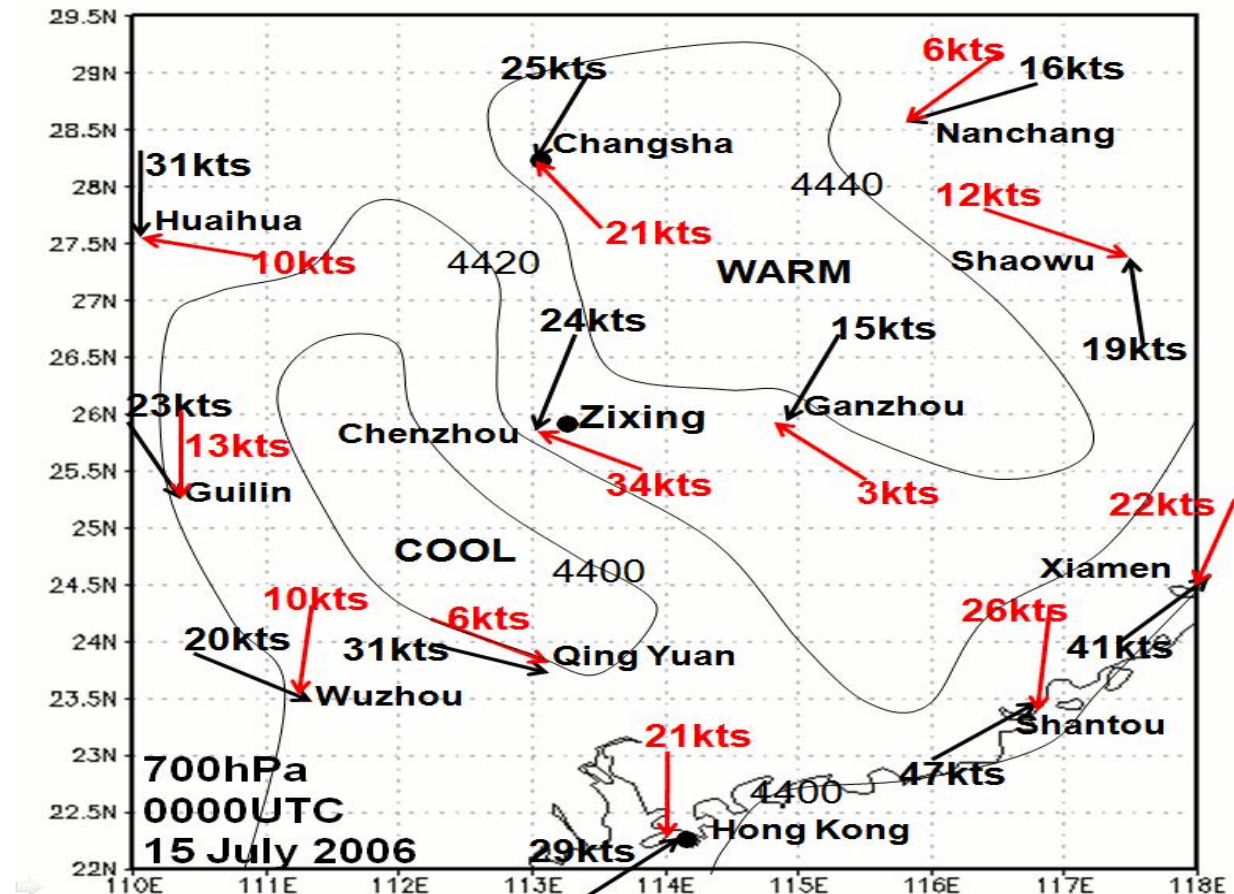 29.5N
29N
28.5N
28N
27.5N
27N
26.5N
26N
25.5N
25N
24.5N
24N
23.5N
23N
22.5N
22N
6kts
16kts
25kts
Changsha
Nanchang
31kts
Huaihua
4440
12kts
10kts
21kts
4420
WARM
Shaowu
24kts
15kts
19kts
23kts
Zixing
Ganzhou
Chenzhou
13kts
Guilin
34kts
3kts
22kts
COOL
4400
Xiamen
10kts
6kts
26kts
20kts
31kts
Qing Yuan
41kts
Wuzhou
Shantou
21kts
47kts
700hPa
0000UTC
15 July 2006
4400
Hong Kong
29kts
110E 111E 112E 113E 114E 115E 116E 117E 118E